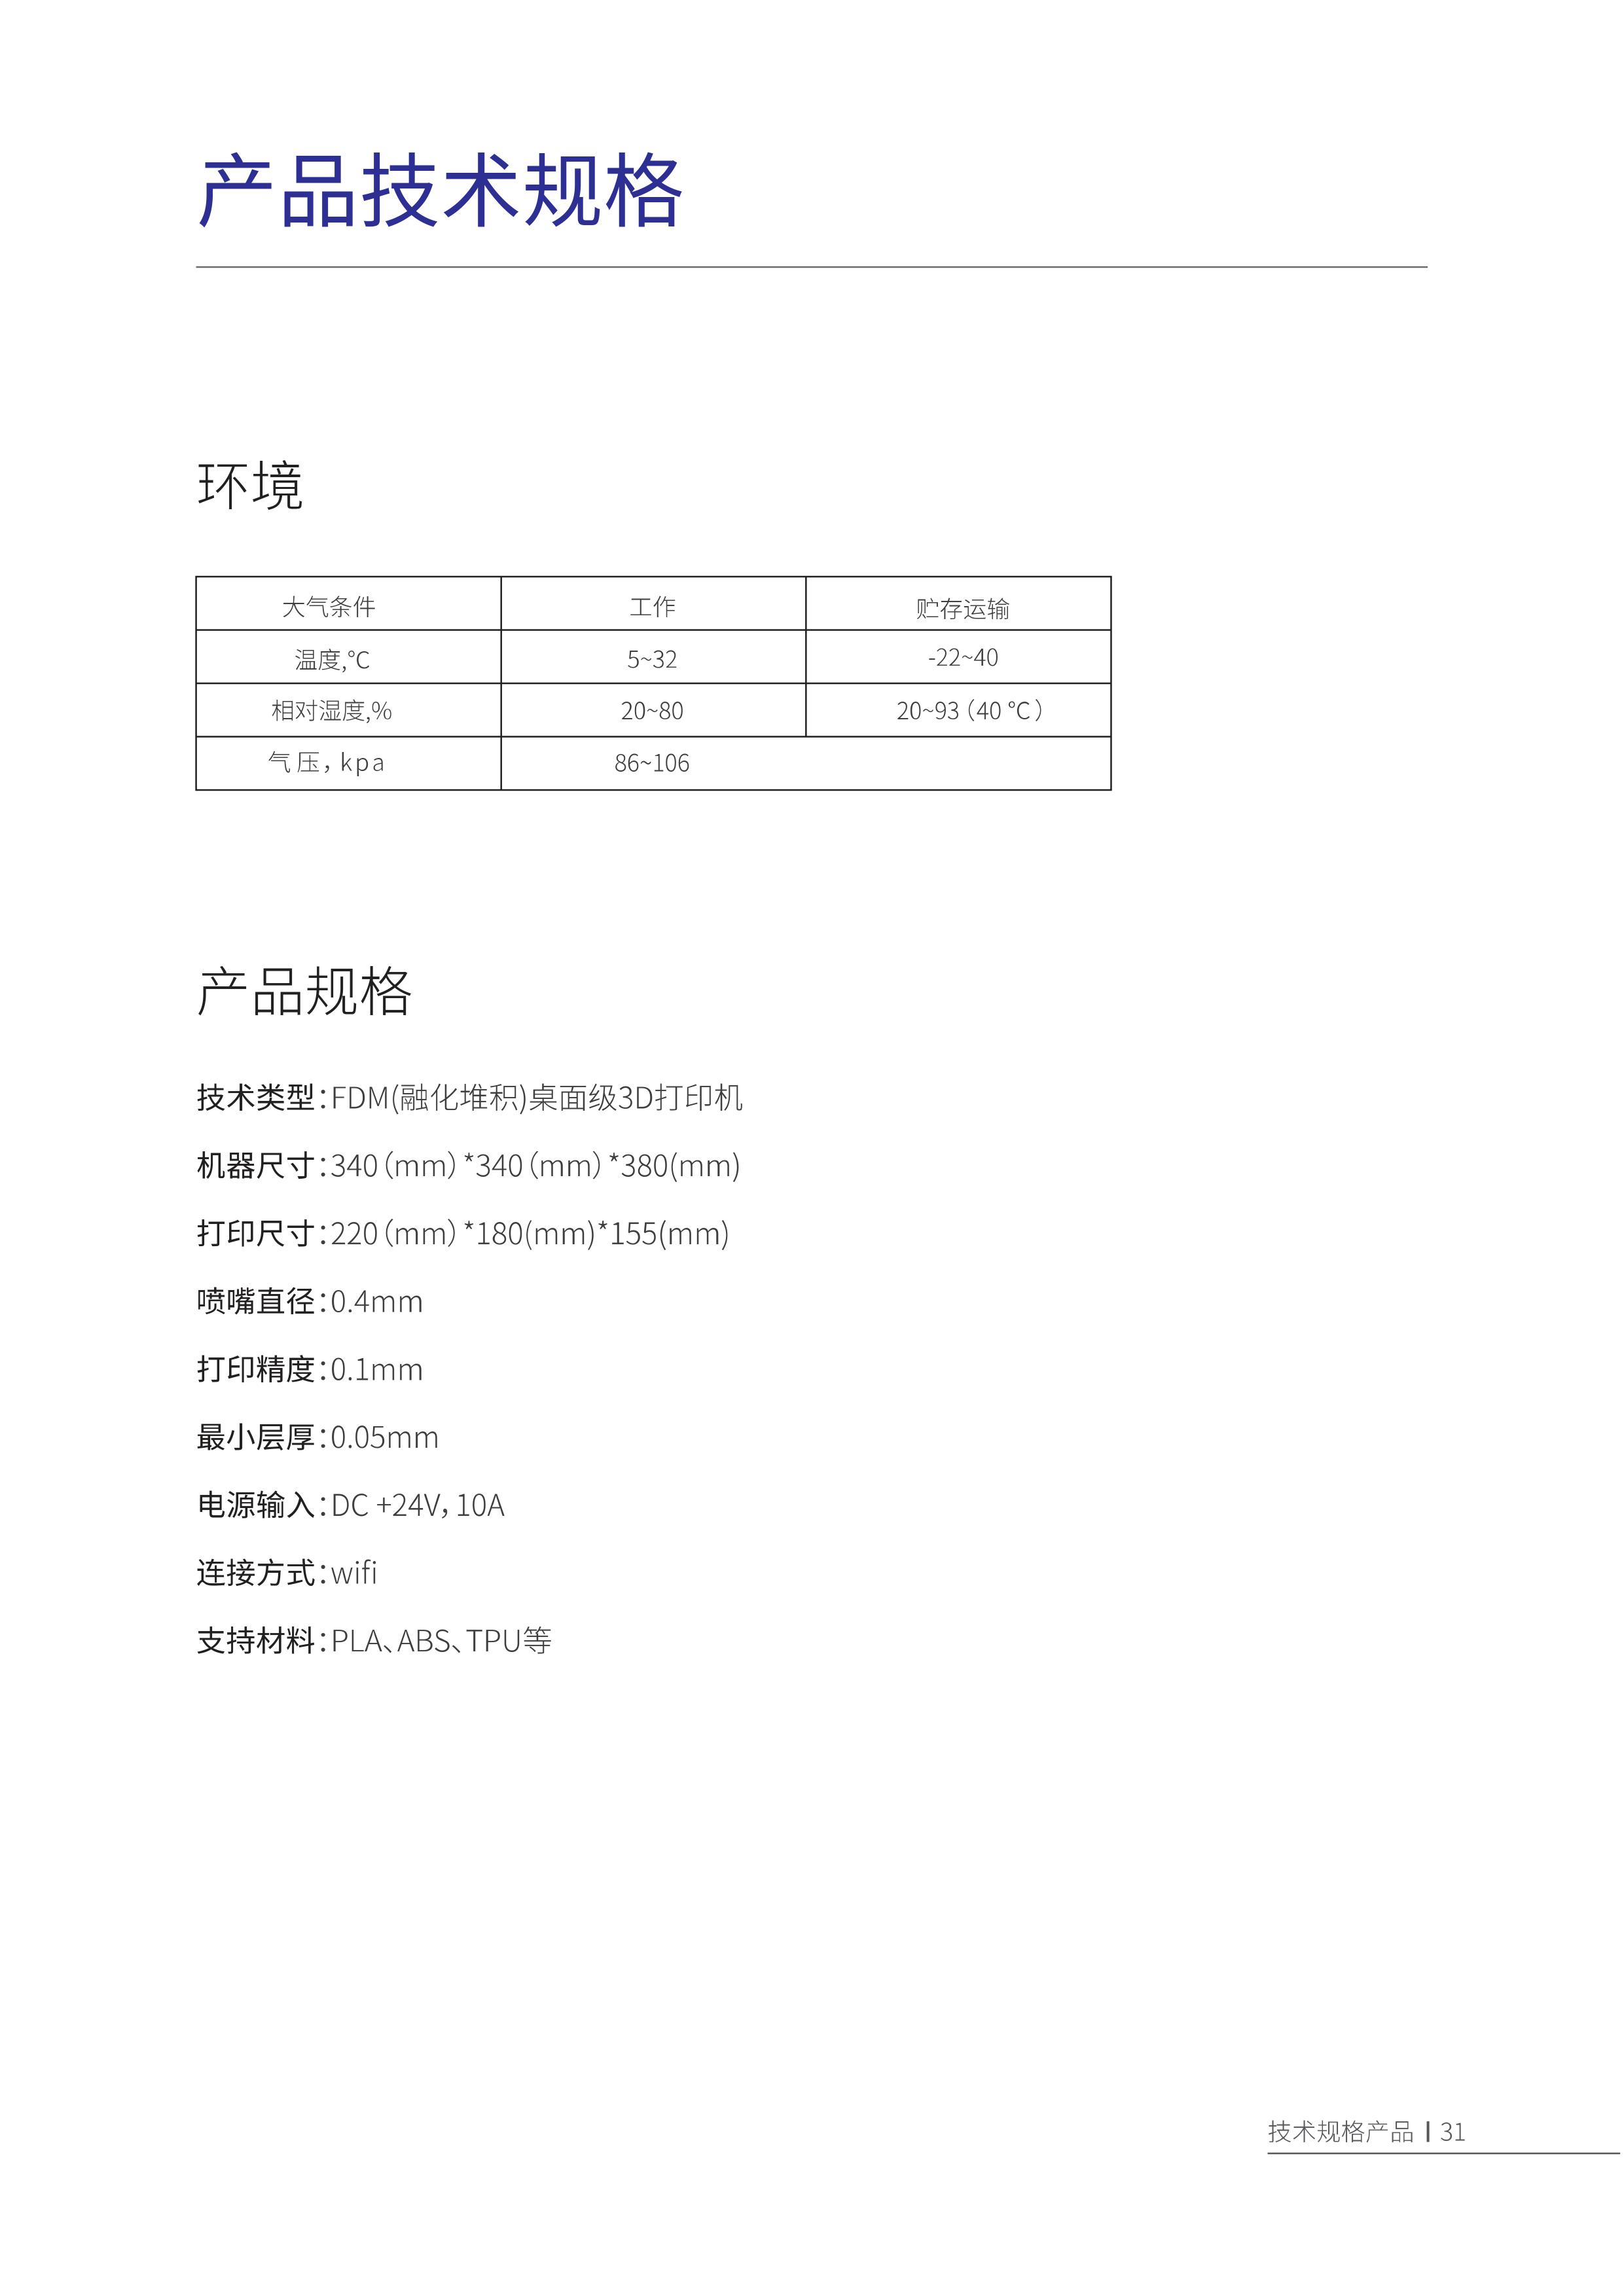 产品技术规格
环境
大气条件 工作 贮存运输
温度,°C 5~32 -22~40
相对湿度,% 20~80 20~93（40 °C）
气压，kpa 86~106
产品规格
技术类型：FDM(融化堆积)桌面级3D打印机
机器尺寸：340（mm）*340（mm）*380(mm)
打印尺寸：220（mm）*180(mm)*155(mm)
喷嘴直径：0.4mm
打印精度：0.1mm
最小层厚：0.05mm
电源输入：DC +24V，10A
连接方式：wifi
支持材料：PLA、ABS、TPU等
技术规格产品 | 31